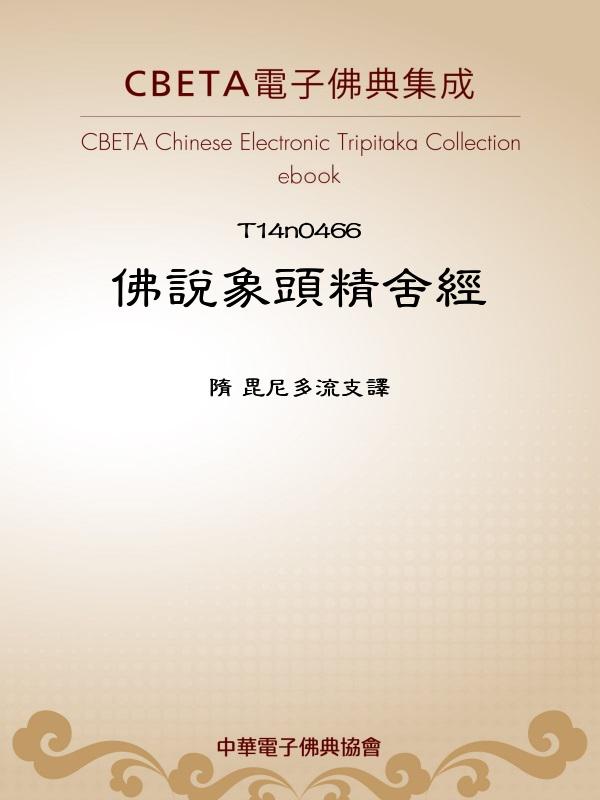 CBETA電子佛典集成
CBETA Chinese Electronic Tripitaka Collection
ebook
T14n0466
佛說象頭精舍經
隋 毘尼多流支譯
中華電子佛典協會